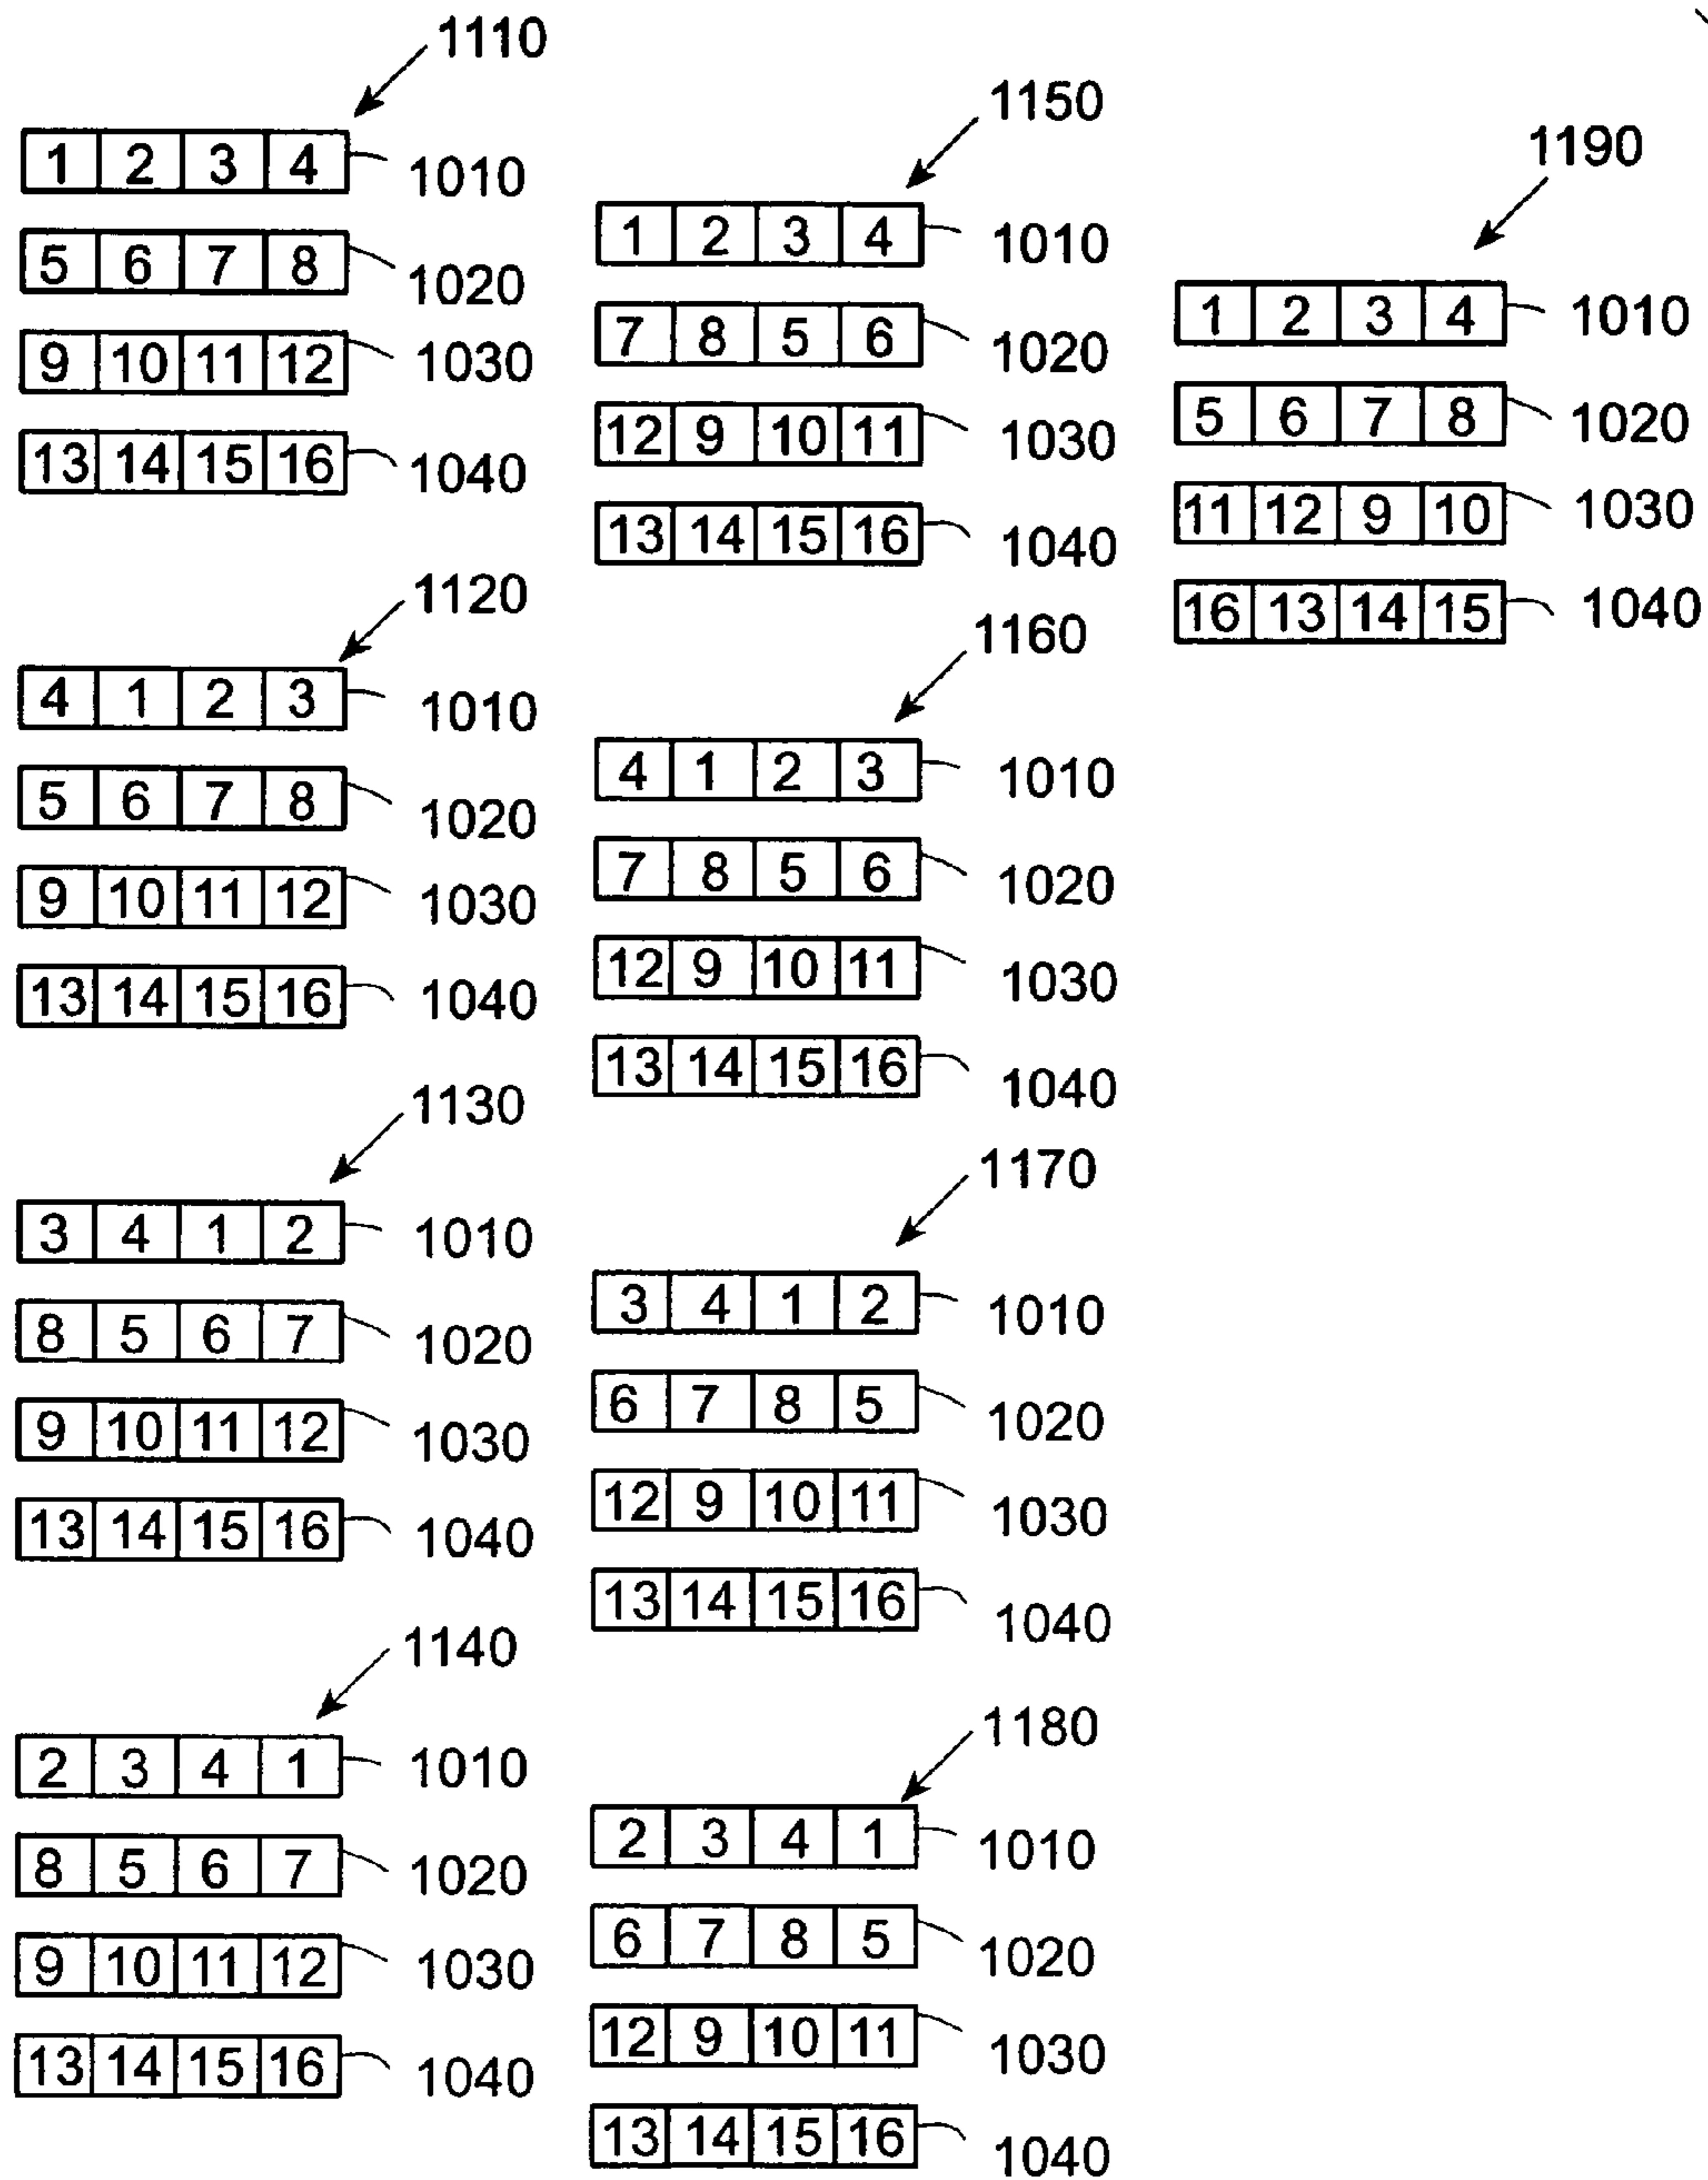 1110
1 2 3 4 1010
5 6 7 8 1020
9 10 11 12 1030
13 14 15 16 1040
1120
4 1 2 3 1010
5 6 7 8 1020
9 10 11 12 1030
13 14 15 16 1040
1130
3 4 1 2 1010
8 5 6 7 1020
9 10 11 12 1030
13 14 15 16 1040
1140
2 3 4 1 1010
8 5 6 7 1020
9 10 11 12 1030
13 14 15 16 1040
1150
1 2 3 4 1010
7 8 5 6 1020
12 9 10 11 1030
13 14 15 16 1040
1160
4 1 2 3 1010
7 8 5 6 1020
12 9 10 11 1030
13 14 15 16 1040
1170
3 4 1 2 1010
6 7 8 5 1020
12 9 10 11 1030
13 14 15 16 1040
1180
2 3 4 1 1010
6 7 8 5 1020
12 9 10 11 1030
13 14 15 16 1040
1190
1 2 3 4 1010
5 6 7 8 1020
11 12 9 10 1030
16 13 14 15 1040